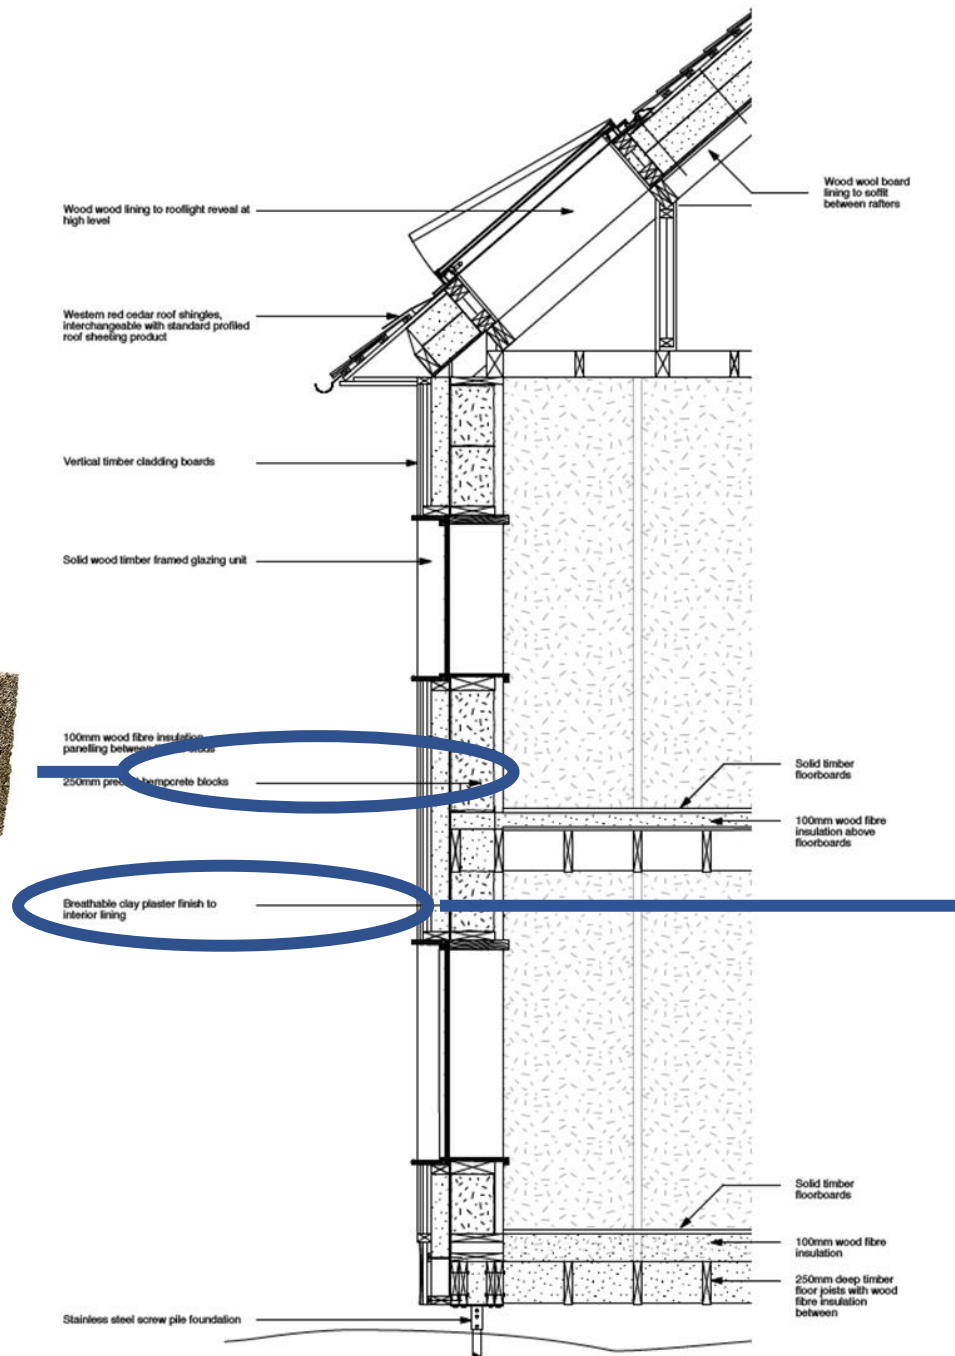 Wood wool board
lining to soffit
between rafters
Wood wood lining to rooflight reveal at
high level
Western red cedar roof shingles,
interchangeable with standard profiled
roof sheeting product
Vertical timber cladding boards
Solid wood timber framed glazing unit
100mm wood fibre insulation
panelling between
250mm hempcrete blocks
Solid timber
floorboards
100mm wood fibre
insulation above
floorboards
Breathable clay plaster finish to
interior lining
Solid timber
floorboards
100mm wood fibre
insulation
250mm deep timber
floor joists with wood
fibre insulation
between
Stainless steel screw pile foundation